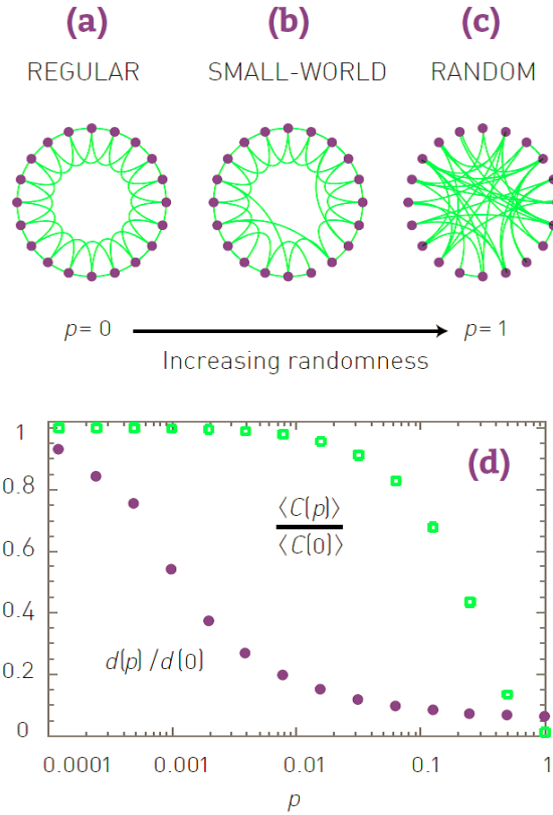 (a) (b) (c)
REGULAR SMALL-WORLD RANDOM
p = 0 p = 1
Increasing randomness
(d)
1
0.8
0.6
0.4
0.2
0
⟨C(p)⟩
⟨C(0)⟩
d(p) / d(0)
0.0001 0.001 0.01 0.1 1
p